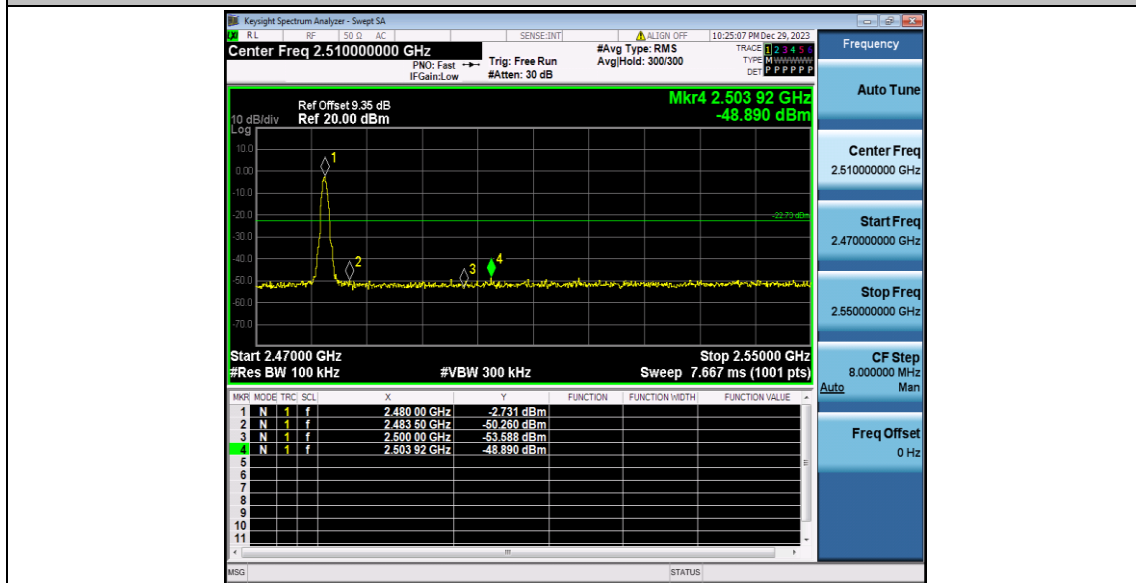 Keysight Spectrum Analyzer - Swept SA
RL RF 50 Ω AC SENSE:INT ALIGN OFF 10:25:07 PM Dec 29, 2023
Center Freq 2.510000000 GHz
PNO: Fast
IFGain:Low
Trig: Free Run
#Atten: 30 dB
#Avg Type: RMS
Avg|Hold: 300/300
TRACE 1 2 3 4 5 6
TYPE M W W W W W
DET P P P P P P
Mkr4 2.503 92 GHz
-48.890 dBm
Ref Offset 9.35 dB
10 dB/div Ref 20.00 dBm
Log
10.0
0.00
-10.0
-20.0
-30.0
-40.0
-50.0
-60.0
-70.0
1
2
3
4
-22.73 dBm
Start 2.47000 GHz Stop 2.55000 GHz
#Res BW 100 kHz #VBW 300 kHz Sweep 7.667 ms (1001 pts)
MKR MODE TRC SCL X Y FUNCTION FUNCTION WIDTH FUNCTION VALUE
1 N 1 f 2.480 00 GHz -2.731 dBm
2 N 1 f 2.483 50 GHz -50.260 dBm
3 N 1 f 2.500 00 GHz -53.588 dBm
4 N 1 f 2.503 92 GHz -48.890 dBm
5
6
7
8
9
10
11
MSG STATUS
Frequency
Auto Tune
Center Freq
2.510000000 GHz
Start Freq
2.470000000 GHz
Stop Freq
2.550000000 GHz
CF Step
8.000000 MHz
Auto Man
Freq Offset
0 Hz